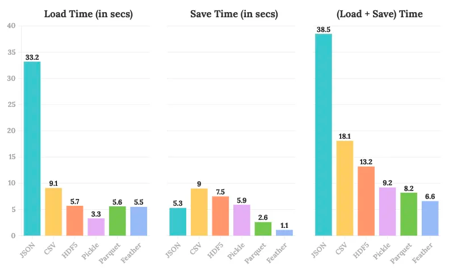 Load Time (in secs)
Save Time (in secs)
(Load + Save) Time
40
35
30
25
20
15
10
5
0
33.2
9.1
5.7
3.3
5.6
5.5
JSON
CSV
HDF5
Pickle
Parquet
Feather
5.3
9
7.5
5.9
2.6
1.1
JSON
CSV
HDF5
Pickle
Parquet
Feather
38.5
18.1
13.2
9.2
8.2
6.6
JSON
CSV
HDF5
Pickle
Parquet
Feather